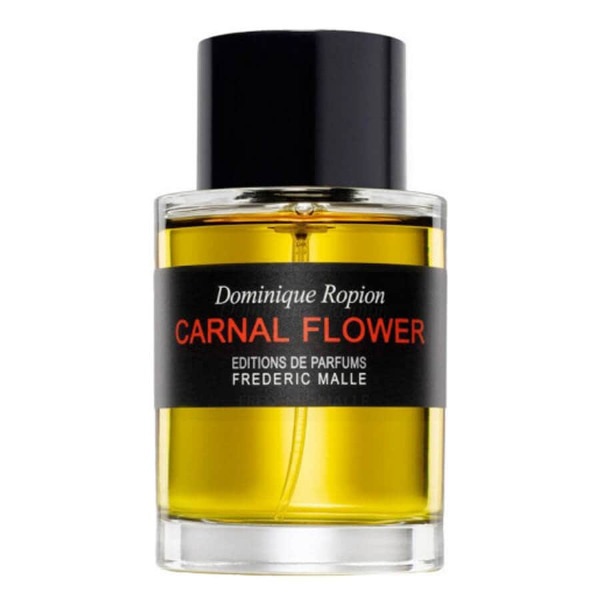 Dominique Ropion
CARNAL FLOWER
EDITIONS DE PARFUMS
FREDERIC MALLE